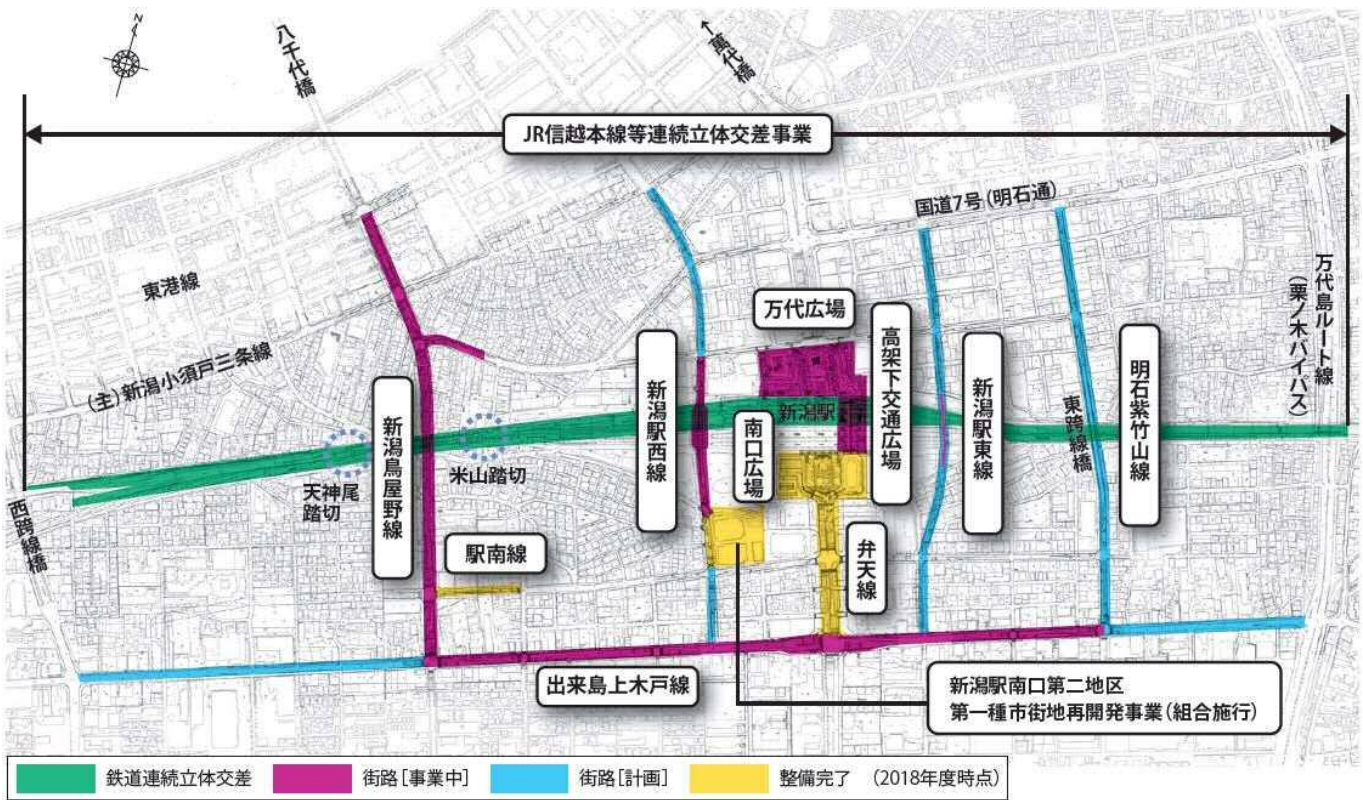 N
八千代橋
←萬代橋
JR信越本線等連続立体交差事業
国道7号(明石通)
東港線
万代島ルート線
(栗ノ木バイパス)
(主)新潟小須戸三条線
万代広場
高架下交通広場
新潟駅西線
新潟駅
南口広場
新潟駅東線
東跨線橋
明石紫竹山線
新潟鳥屋野線
米山踏切
天神尾
踏切
西跨線橋
駅南線
弁天線
出来島上木戸線
新潟駅南口第二地区
第一種市街地再開発事業(組合施行)
鉄道連続立体交差 街路[事業中] 街路[計画] 整備完了 (2018年度時点)